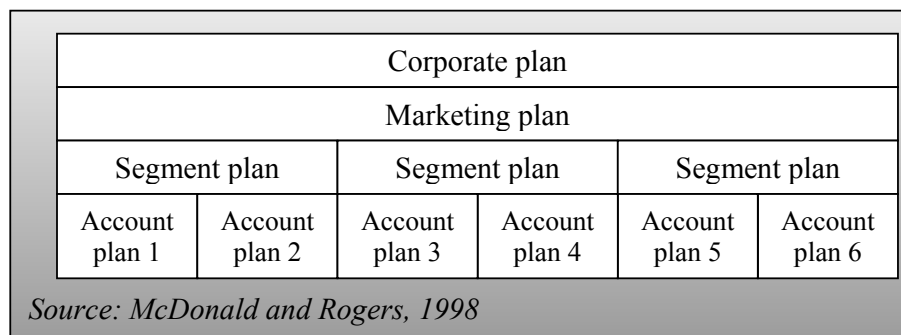 Corporate plan
Marketing plan
Segment plan Segment plan Segment plan
Account Account Account Account Account Account
plan 1 plan 2 plan 3 plan 4 plan 5 plan 6
Source: McDonald and Rogers, 1998